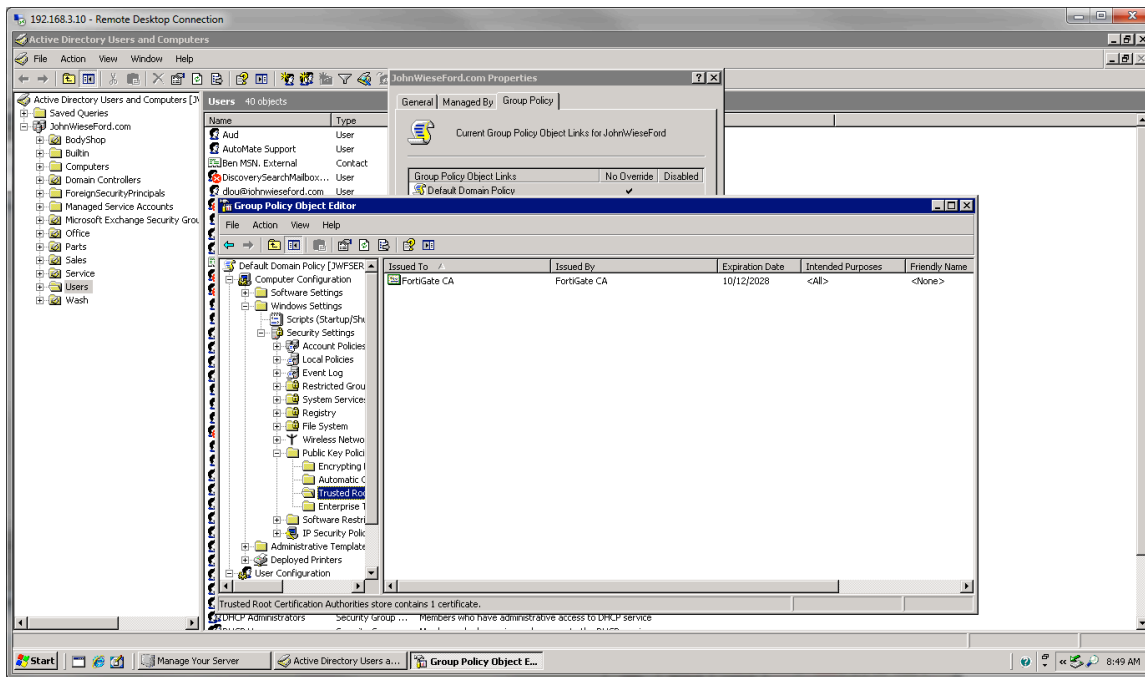 192.168.3.10 - Remote Desktop Connection
Active Directory Users and Computers
File Action View Window Help
Active Directory Users and Computers [JV
Saved Queries
JohnWieseFord.com
BodyShop
Builtin
Computers
Domain Controllers
ForeignSecurityPrincipals
Managed Service Accounts
Microsoft Exchange Security Grou
Office
Parts
Sales
Service
Users
Wash
Users 40 objects
Name Type
Aud User
AutoMate Support User
Ben MSN. External Contact
DiscoverySearchMailbox... User
dlou@johnwieseford.com User
JohnWieseFord.com Properties
General Managed By Group Policy
Current Group Policy Object Links for JohnWieseFord
Group Policy Object Links No Override Disabled
Default Domain Policy
Group Policy Object Editor
File Action View Help
Default Domain Policy [JWFSER
Computer Configuration
Software Settings
Windows Settings
Scripts (Startup/Shu
Security Settings
Account Policies
Local Policies
Event Log
Restricted Grou
System Services
Registry
File System
Wireless Netwo
Public Key Polici
Encrypting
Automatic C
Trusted Roo
Enterprise T
Software Restri
IP Security Polic
Administrative Template
Deployed Printers
User Configuration
Issued To Issued By Expiration Date Intended Purposes Friendly Name
FortiGate CA FortiGate CA 10/12/2028 <All> <None>
Trusted Root Certification Authorities store contains 1 certificate.
DHCP Administrators Security Group ... Members who have administrative access to DHCP service
Start Manage Your Server Active Directory Users a... Group Policy Object E... 8:49 AM